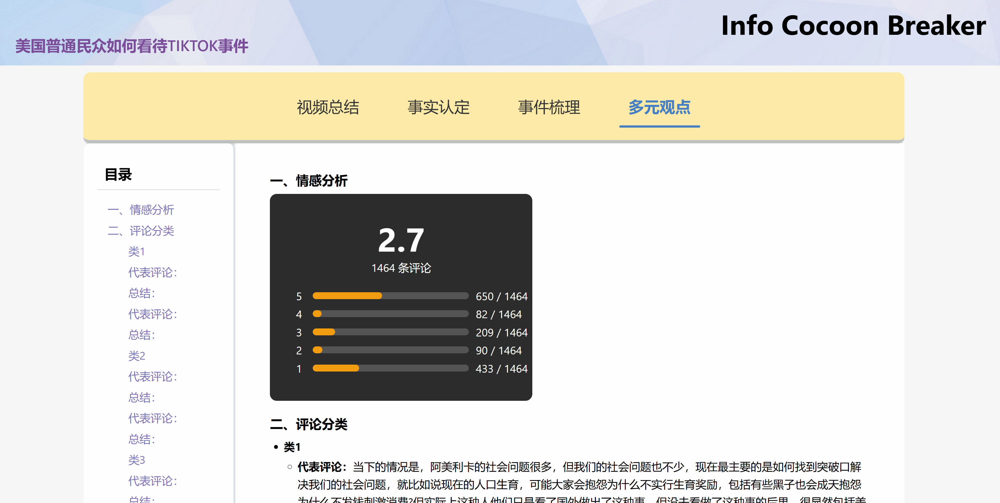 Info Cocoon Breaker
美国普通民众如何看待TIKTOK事件
视频总结 事实认定 事件梳理 多元观点
目录
一、情感分析
二、评论分类
类1
代表评论：
总结：
代表评论：
总结：
类2
代表评论：
总结：
代表评论：
总结：
类3
代表评论：
总结：
一、情感分析
2.7
1464 条评论
5 650 / 1464
4 82 / 1464
3 209 / 1464
2 90 / 1464
1 433 / 1464
二、评论分类
• 类1
○ 代表评论：当下的情况是，阿美利卡的社会问题很多，但我们的社会问题也不少，现在最主要的是如何找到突破口解
决我们的社会问题，就比如说现在的人口生育，可能大家会抱怨为什么不实行生育奖励，包括有些黑子也会成天抱怨
为什么不发钱刺激消费?但实际上这种人他们只是看了国外做出了这种事，但没去看做了这种事的后果，很显然包括美